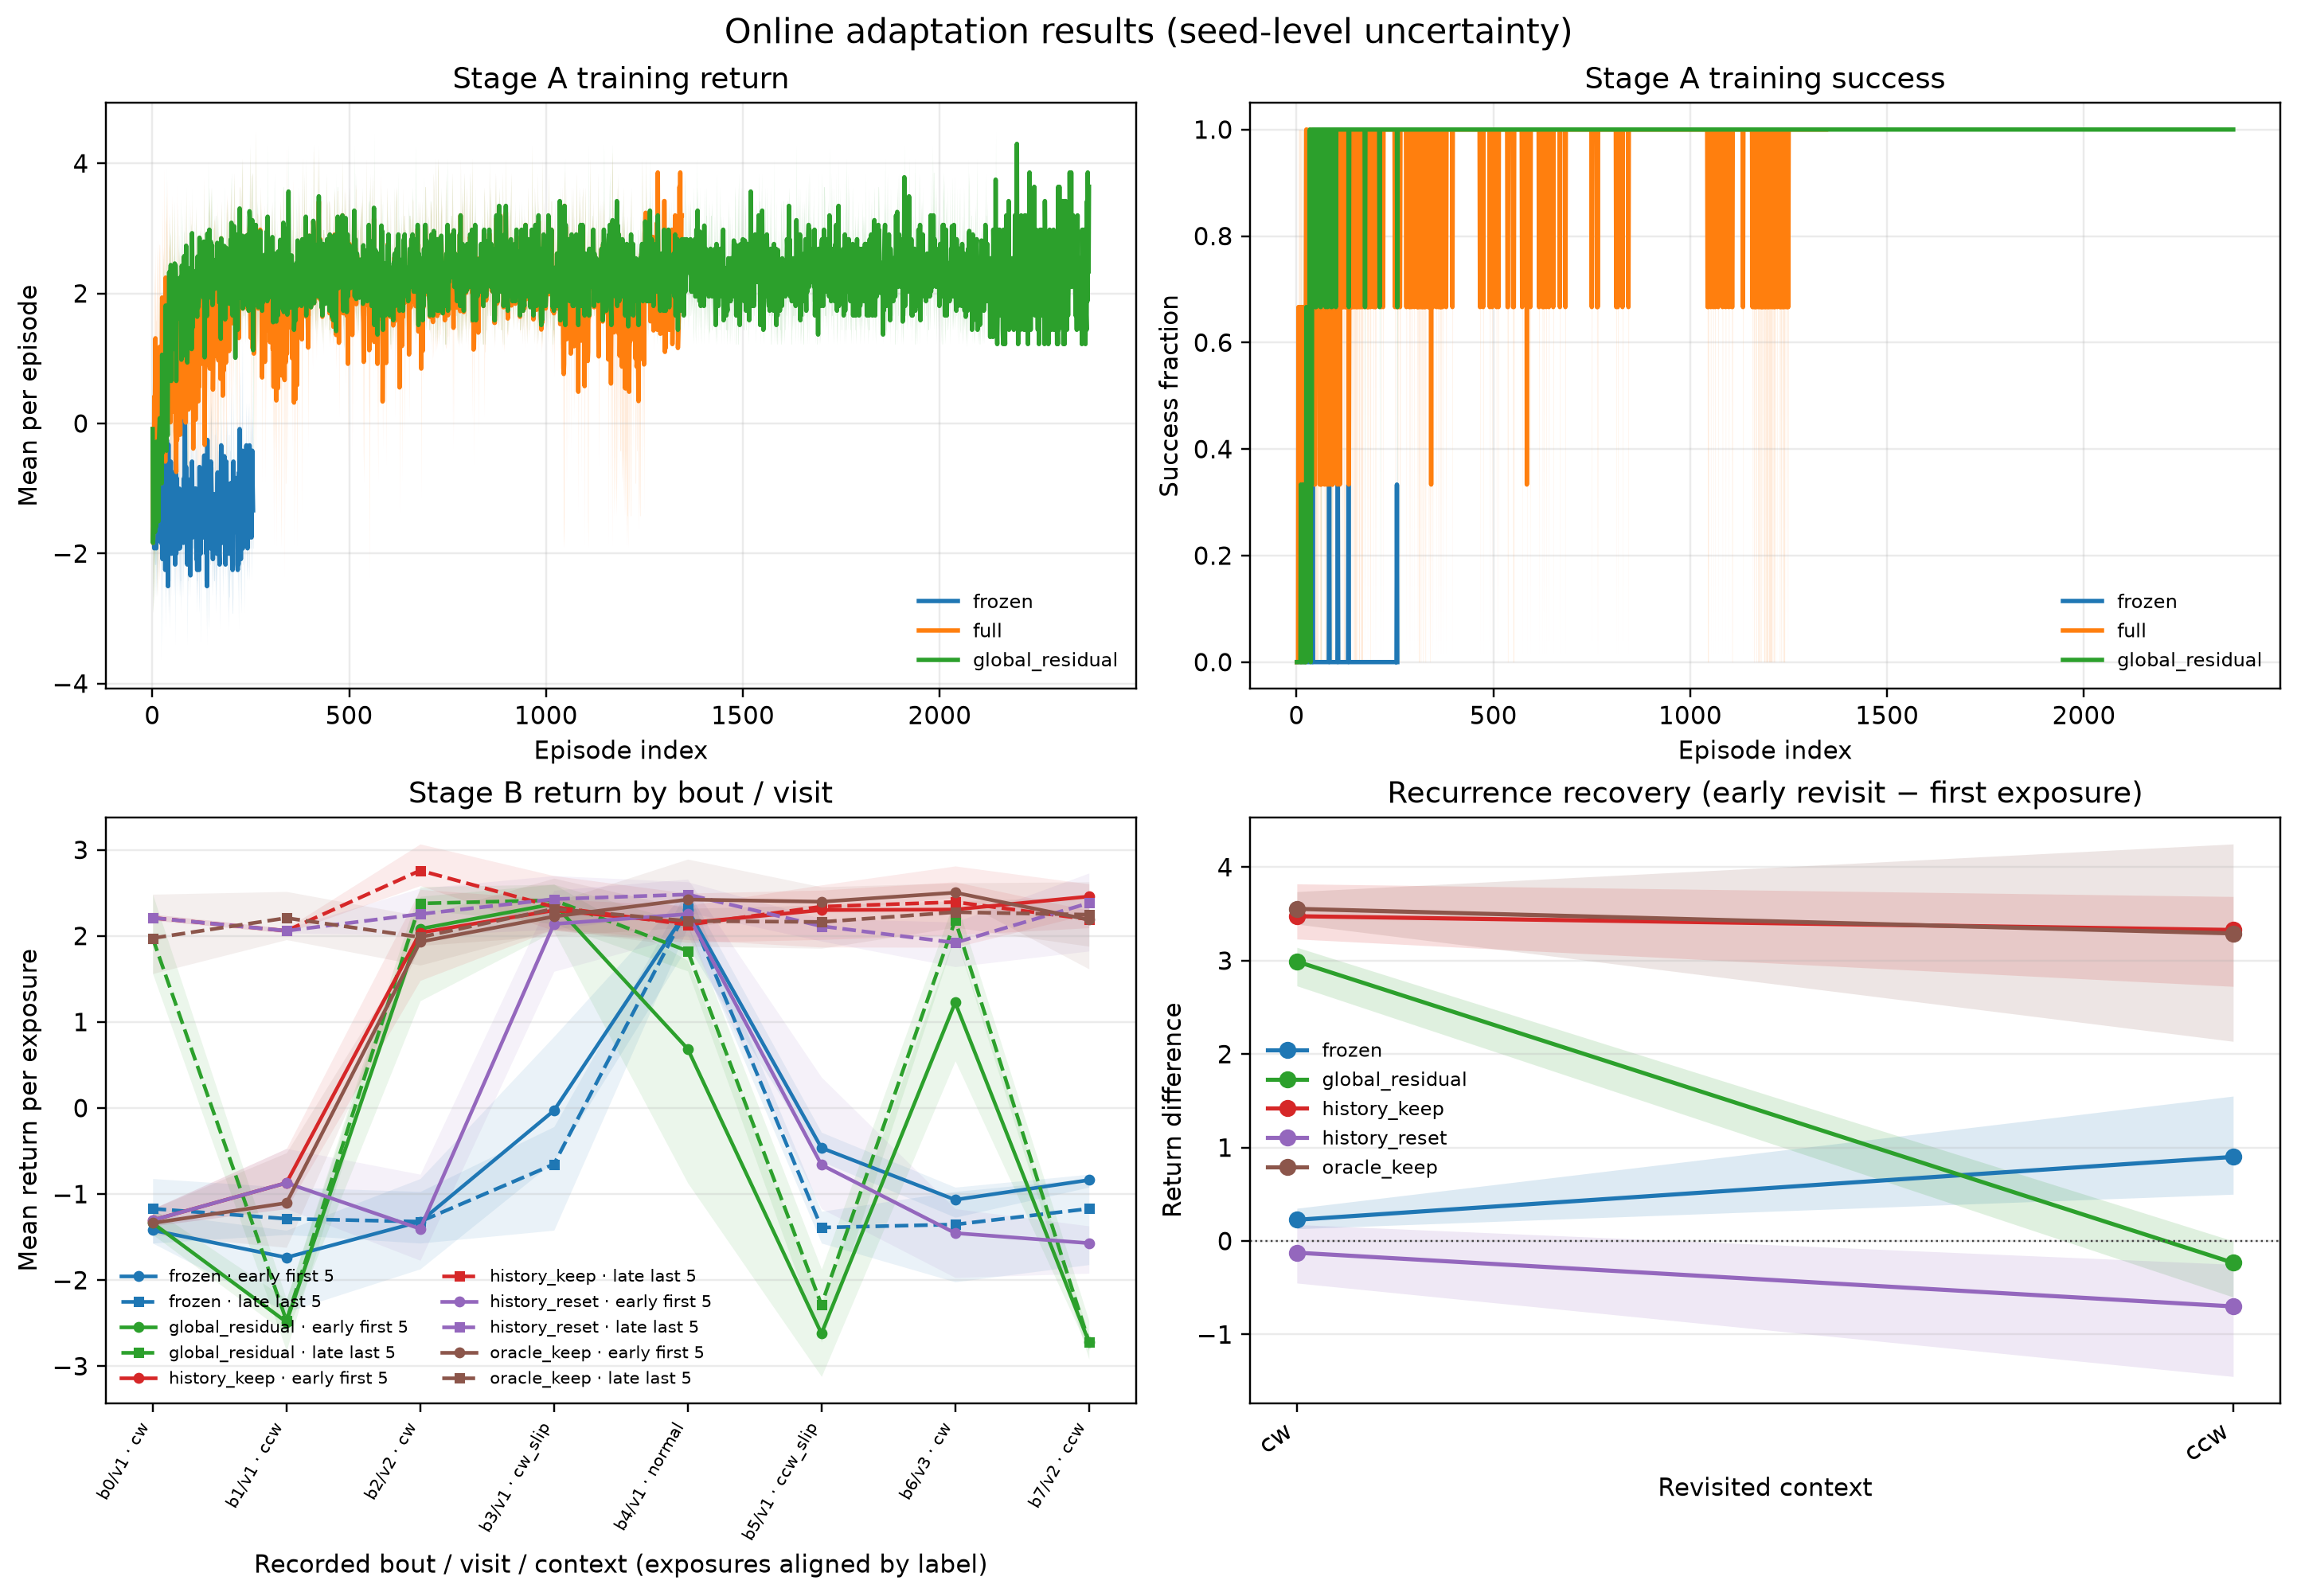 Online adaptation results (seed-level uncertainty)
Stage A training return
Mean per episode
4
2
0
−2
−4
0
500
1000
1500
2000
Episode index
frozen
full
global_residual
Stage A training success
Success fraction
1.0
0.8
0.6
0.4
0.2
0.0
0
500
1000
1500
2000
Episode index
frozen
full
global_residual
Stage B return by bout / visit
Mean return per exposure
3
2
1
0
−1
−2
−3
frozen · early first 5
frozen · late last 5
global_residual · early first 5
global_residual · late last 5
history_keep · early first 5
history_keep · late last 5
history_reset · early first 5
history_reset · late last 5
oracle_keep · early first 5
oracle_keep · late last 5
b0/v1 · cw
b1/v1 · ccw
b2/v2 · cw
b3/v1 · cw_slip
b4/v1 · normal
b5/v1 · ccw_slip
b6/v3 · cw
b7/v2 · ccw
Recorded bout / visit / context (exposures aligned by label)
Recurrence recovery (early revisit − first exposure)
Return difference
4
3
2
1
0
−1
frozen
global_residual
history_keep
history_reset
oracle_keep
cw
ccw
Revisited context